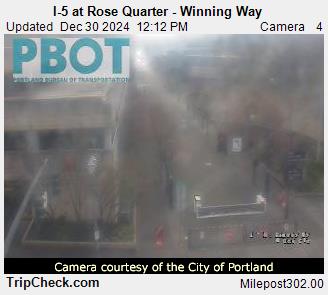 I-5 at Rose Quarter - Winning Way
Updated Dec 30 2024 12:12 PM Camera 4
PBOT
PORTLAND BUREAU OF TRANSPORTATION
Camera courtesy of the City of Portland
TripCheck.com Milepost302.00